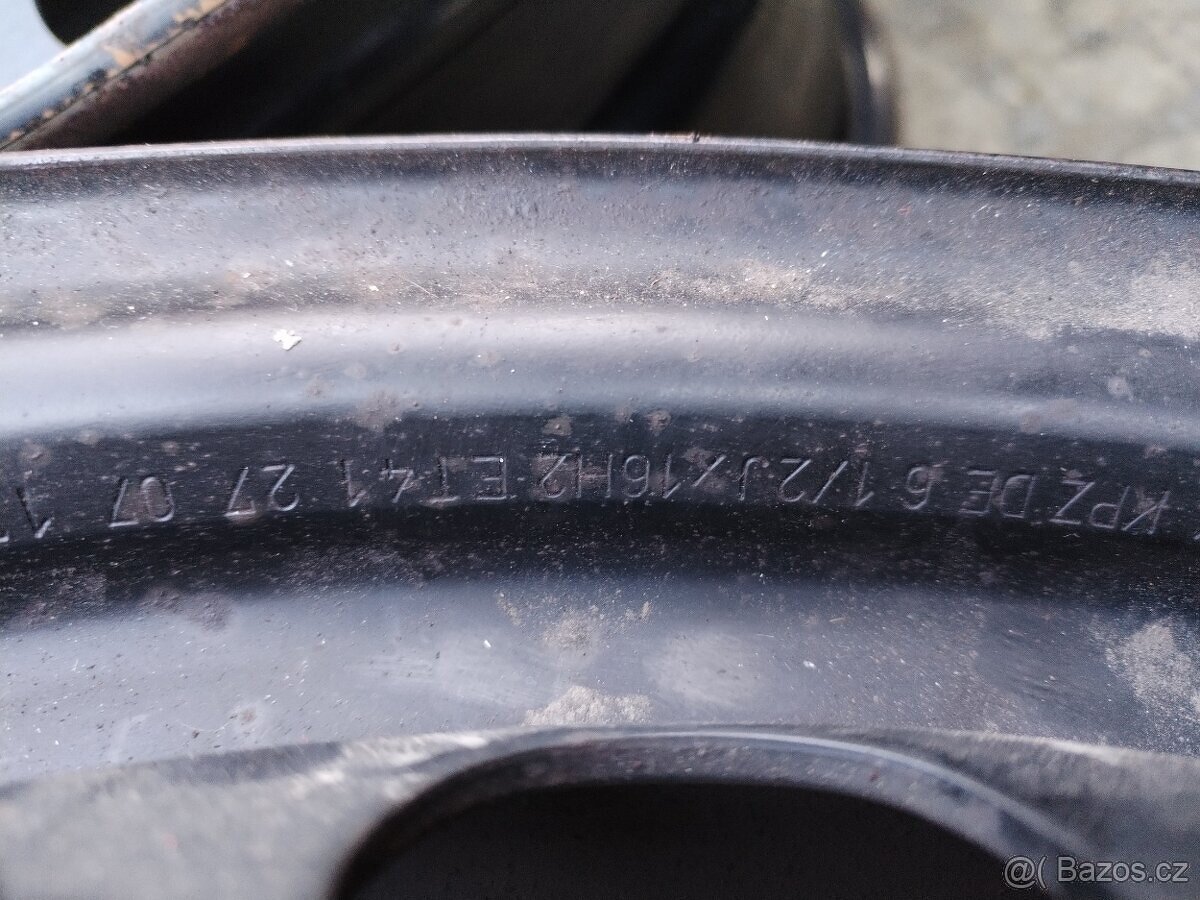 KPZ DE 6 1/2Jx16H2 ET41 27 07 1
@( Bazos.cz